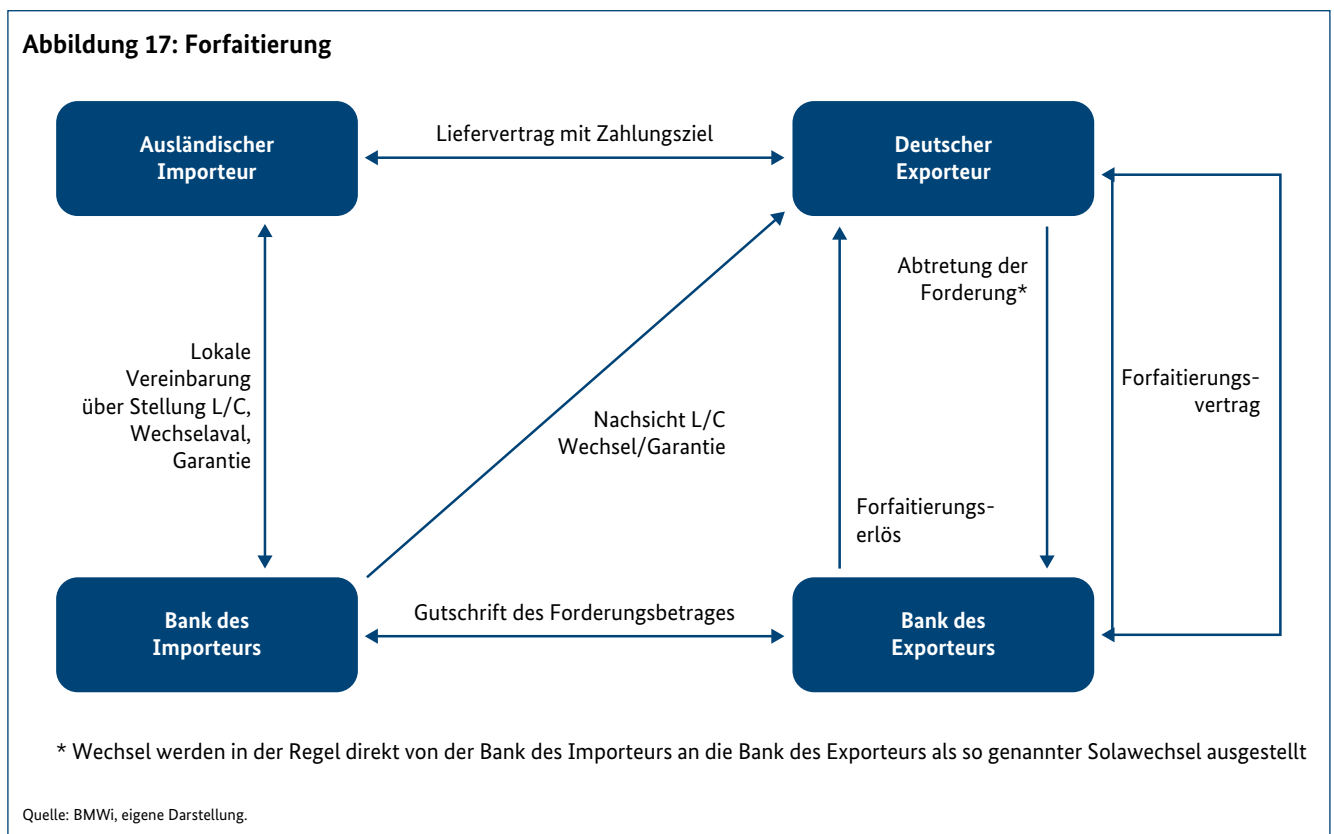 Abbildung 17: Forfaitierung
Ausländischer
Importeur
Liefervertrag mit Zahlungsziel
Deutscher
Exporteur
Abtretung der
Forderung*
Lokale
Vereinbarung
über Stellung L/C,
Wechselaval,
Garantie
Nachsicht L/C
Wechsel/Garantie
Forfaitierungs-
vertrag
Forfaitierungs-
erlös
Bank des
Importeurs
Gutschrift des Forderungsbetrages
Bank des
Exporteurs
* Wechsel werden in der Regel direkt von der Bank des Importeurs an die Bank des Exporteurs als so genannter Solawechsel ausgestellt
Quelle: BMWi, eigene Darstellung.